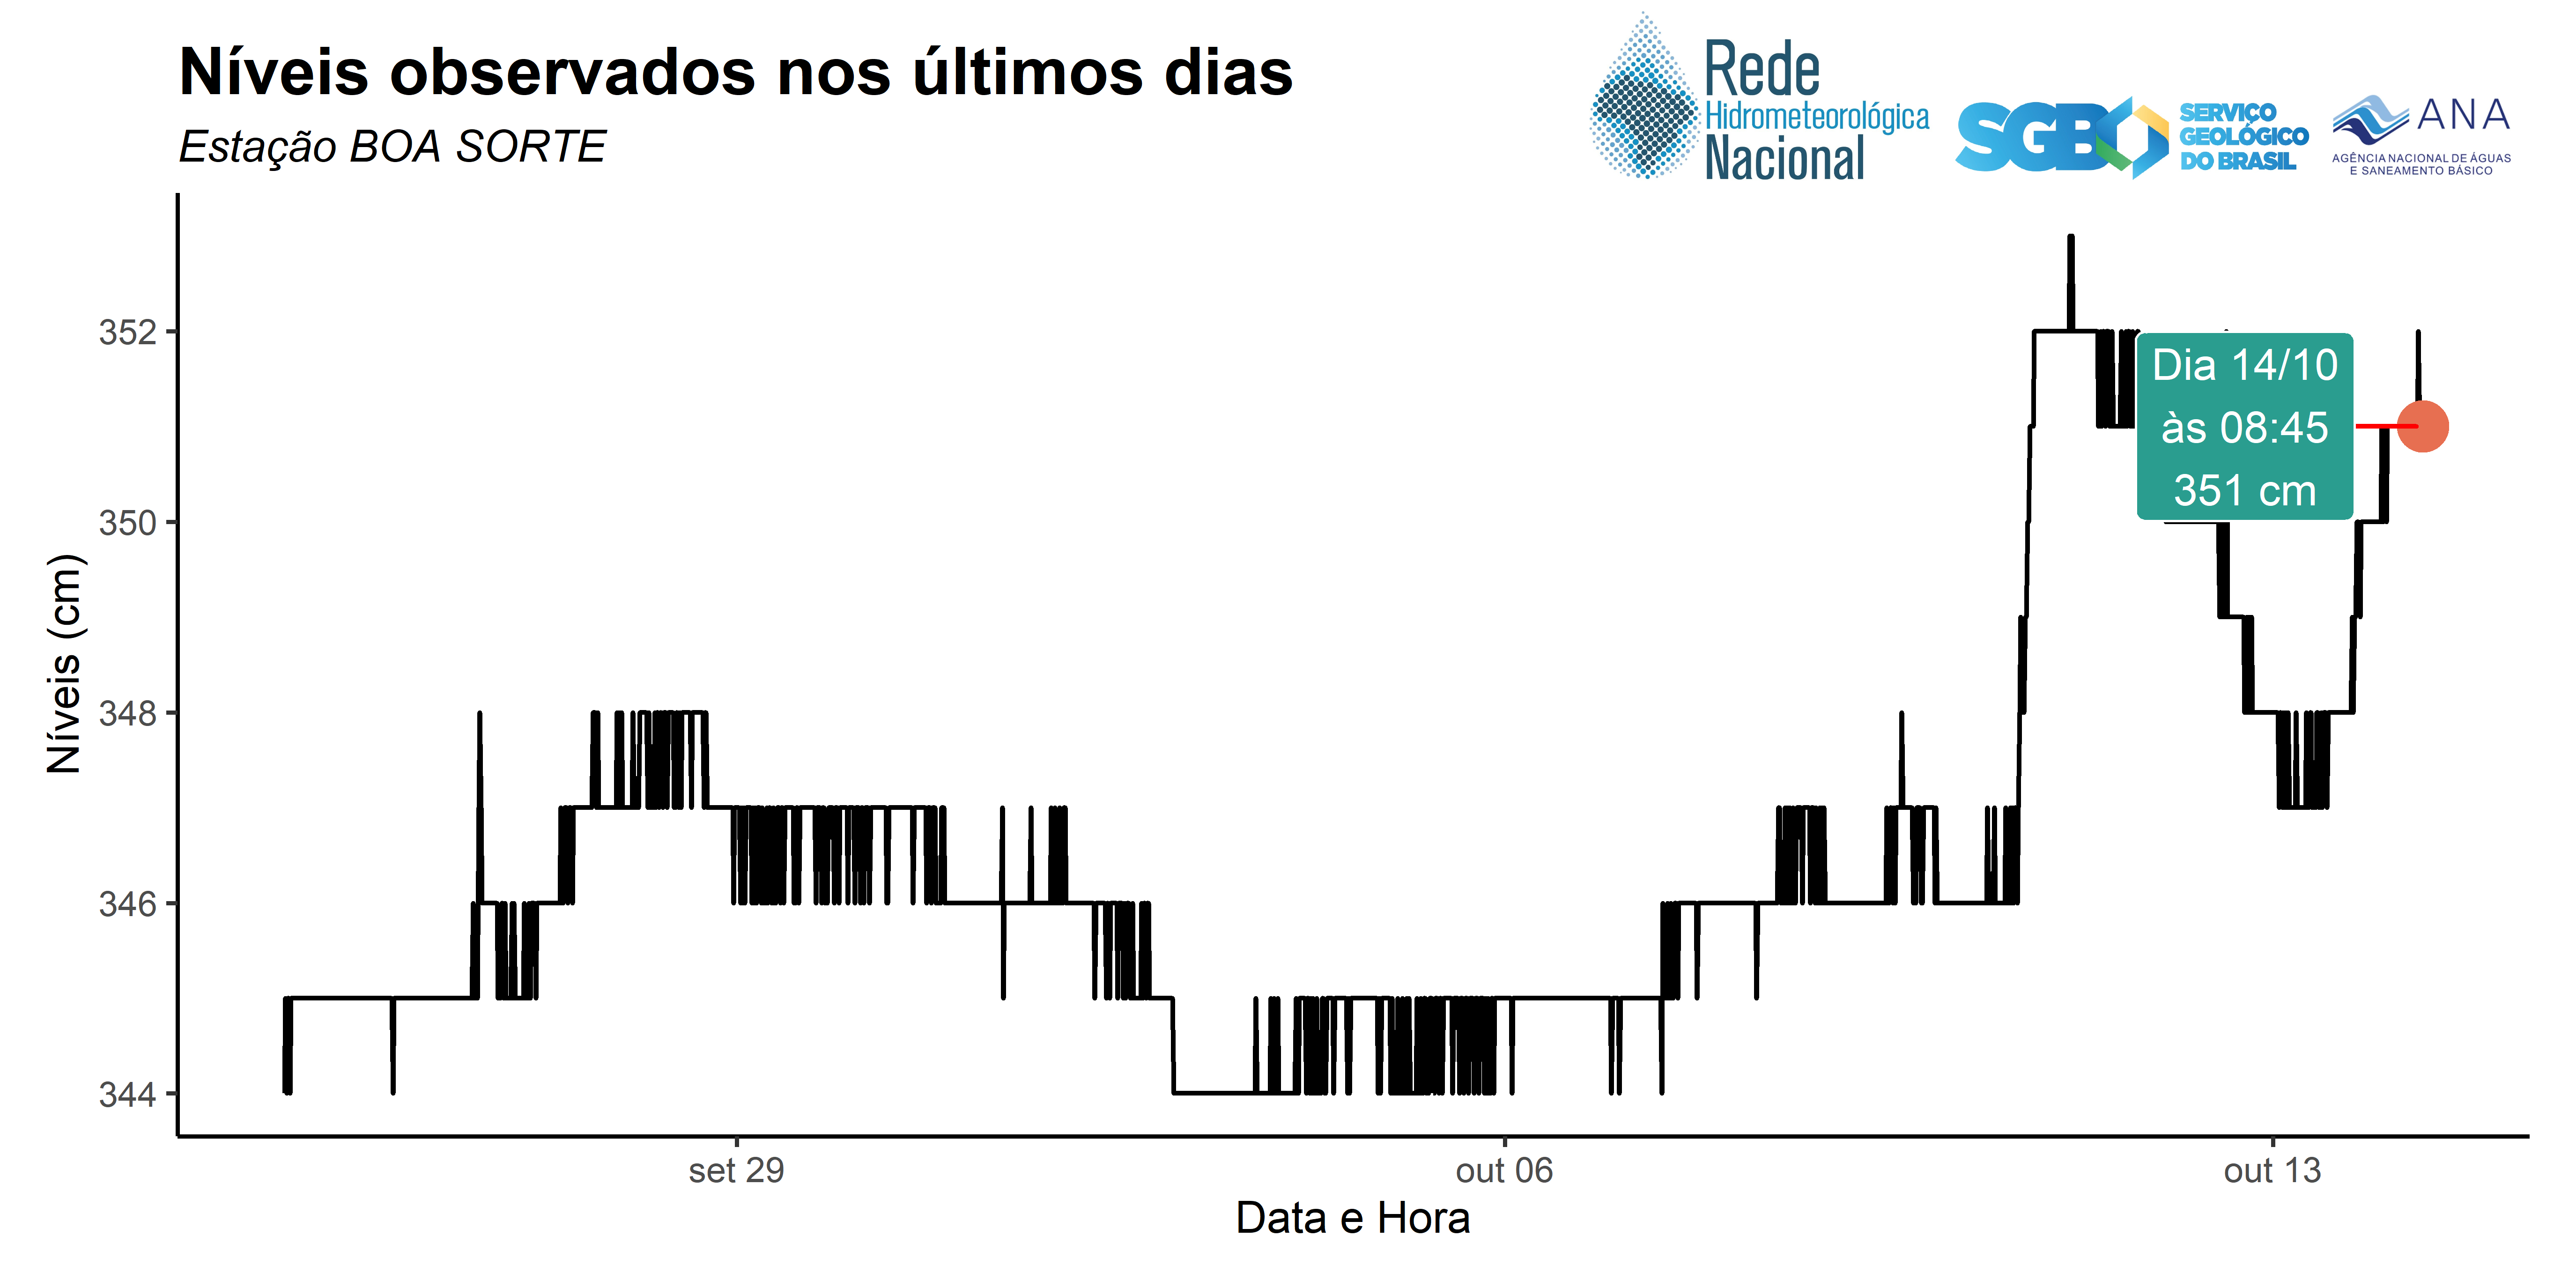 Níveis observados nos últimos dias
Estação BOA SORTE
Rede
Hidrometeorológica
Nacional
SGB
SERVIÇO
GEOLÓGICO
DO BRASIL
ANA
AGÊNCIA NACIONAL DE ÁGUAS
E SANEAMENTO BÁSICO
Níveis (cm)
352
350
348
346
344
Dia 14/10
às 08:45
351 cm
set 29
out 06
out 13
Data e Hora